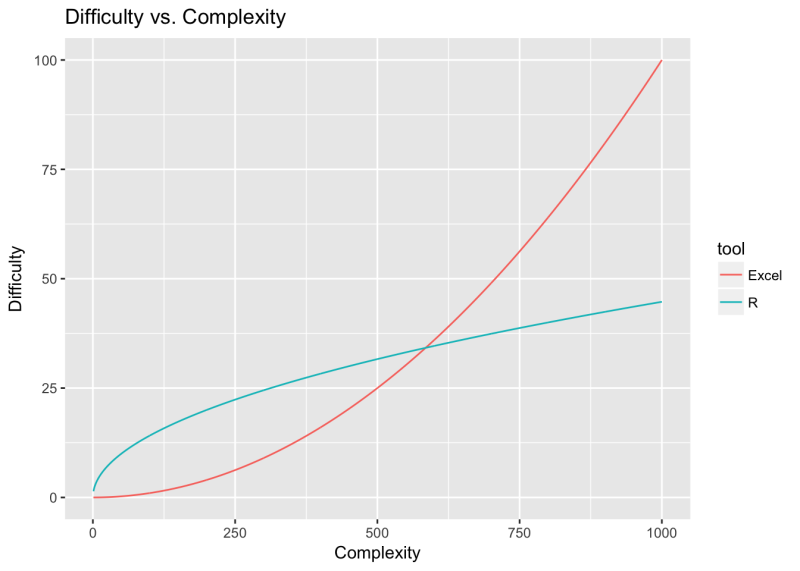 Difficulty vs. Complexity
Difficulty
100
75
50
25
0
0 250 500 750 1000
Complexity
tool
Excel
R